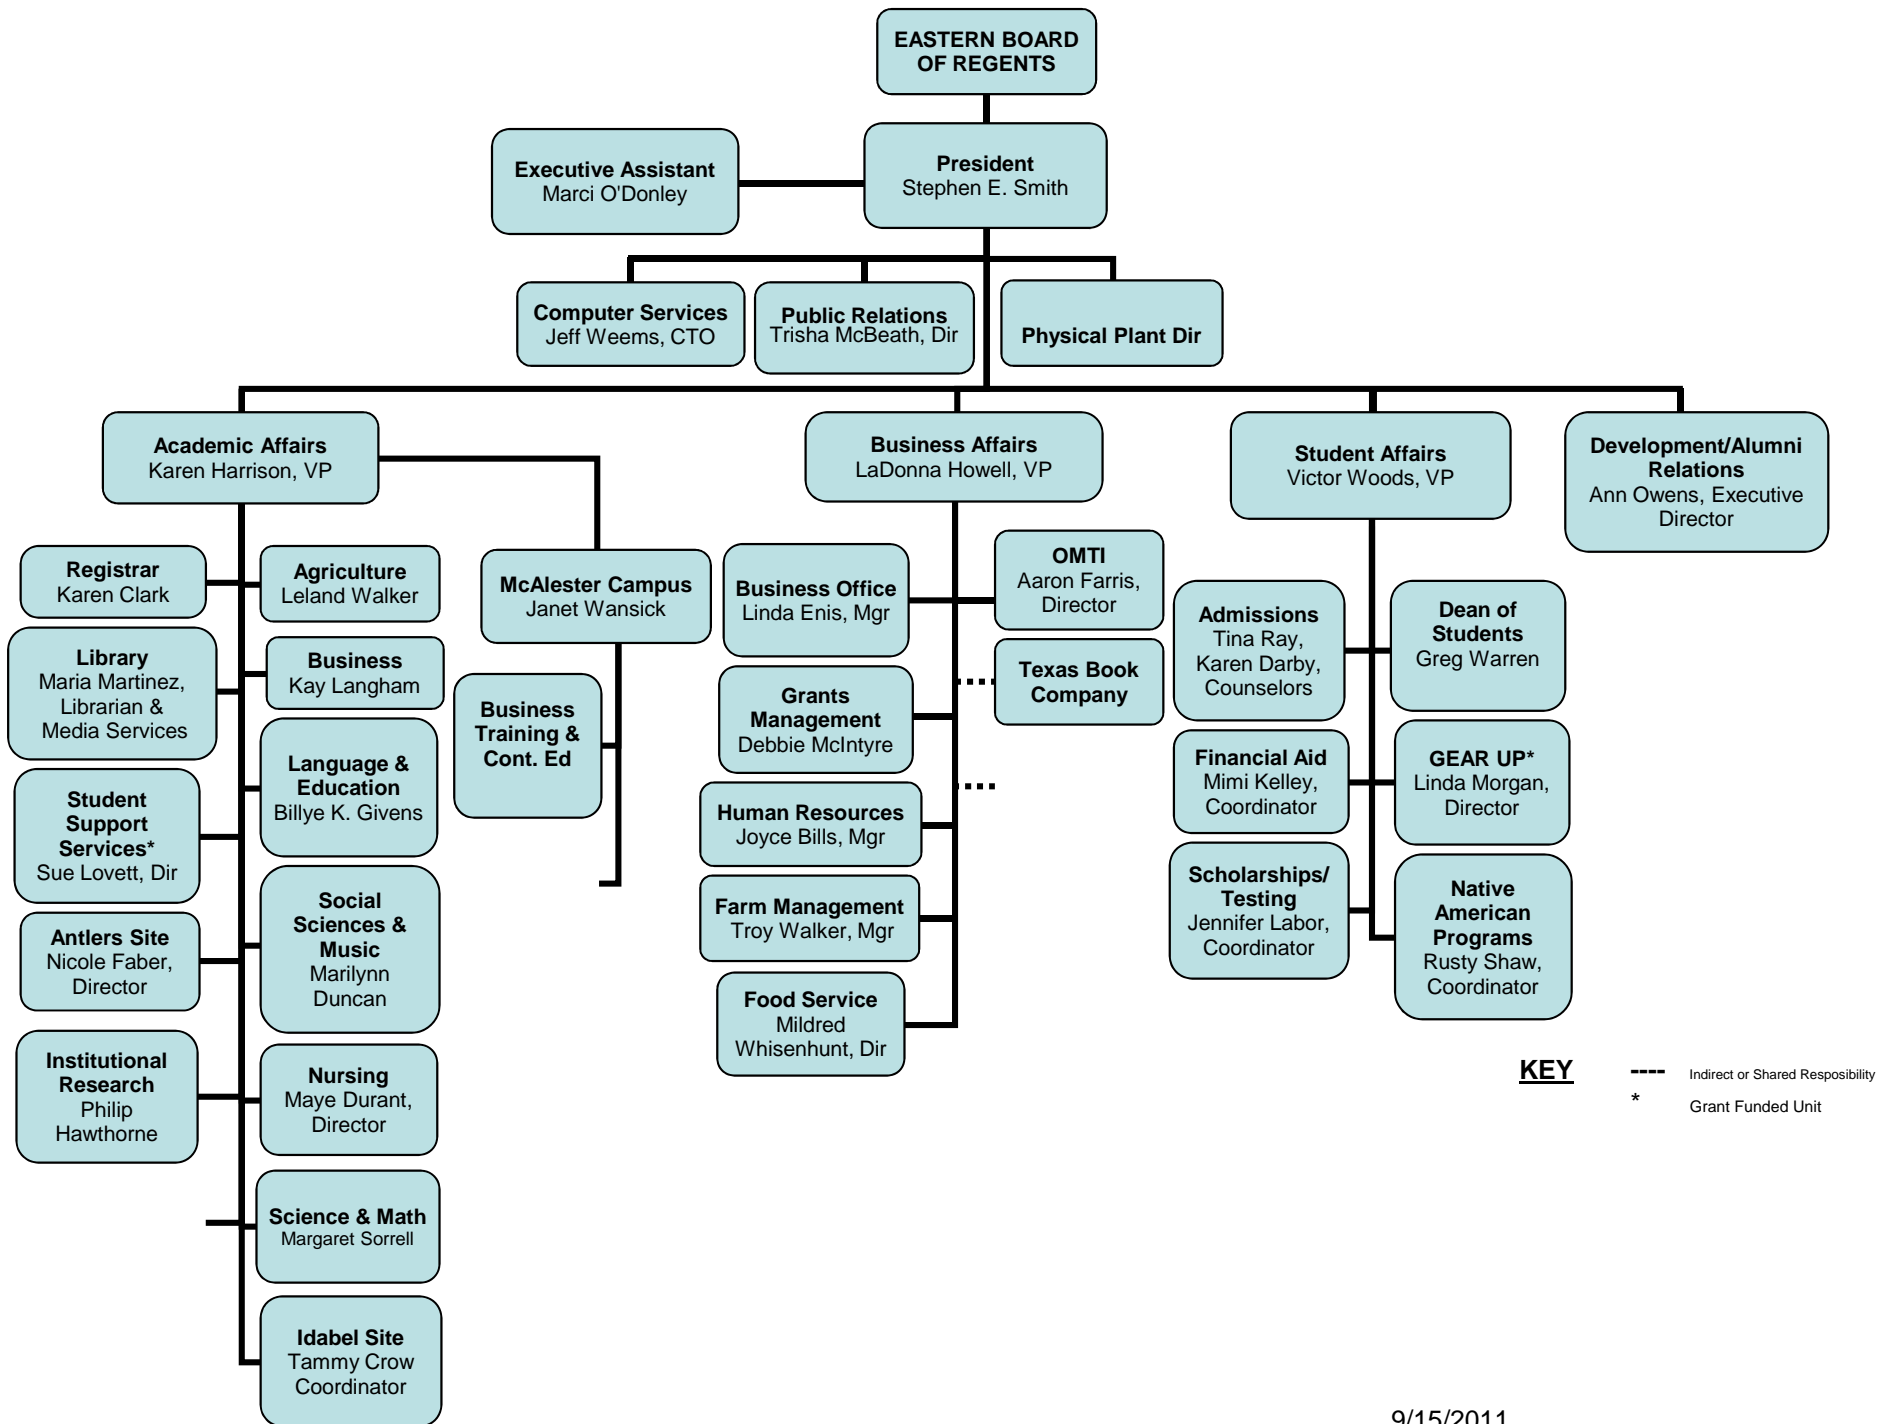 EASTERN BOARD
OF REGENTS
Executive Assistant
Marci O'Donley
President
Stephen E. Smith
Computer Services
Jeff Weems, CTO
Public Relations
Trisha McBeath, Dir
Physical Plant Dir
Academic Affairs
Karen Harrison, VP
Business Affairs
LaDonna Howell, VP
Student Affairs
Victor Woods, VP
Development/Alumni
Relations
Ann Owens, Executive
Director
Registrar
Karen Clark
Agriculture
Leland Walker
Library
Maria Martinez,
Librarian &
Media Services
Business
Kay Langham
Student
Support
Services*
Sue Lovett, Dir
Language &
Education
Billye K. Givens
Antlers Site
Nicole Faber,
Director
Social
Sciences &
Music
Marilynn
Duncan
Institutional
Research
Philip
Hawthorne
Nursing
Maye Durant,
Director
Science & Math
Margaret Sorrell
Idabel Site
Tammy Crow
Coordinator
McAlester Campus
Janet Wansick
Business
Training &
Cont. Ed
Business Office
Linda Enis, Mgr
OMTI
Aaron Farris,
Director
Grants
Management
Debbie McIntyre
Texas Book
Company
Human Resources
Joyce Bills, Mgr
Farm Management
Troy Walker, Mgr
Food Service
Mildred
Whisenhunt, Dir
Admissions
Tina Ray,
Karen Darby,
Counselors
Dean of
Students
Greg Warren
Financial Aid
Mimi Kelley,
Coordinator
GEAR UP*
Linda Morgan,
Director
Scholarships/
Testing
Jennifer Labor,
Coordinator
Native
American
Programs
Rusty Shaw,
Coordinator
KEY
---- Indirect or Shared Resposibility
* Grant Funded Unit
9/15/2011